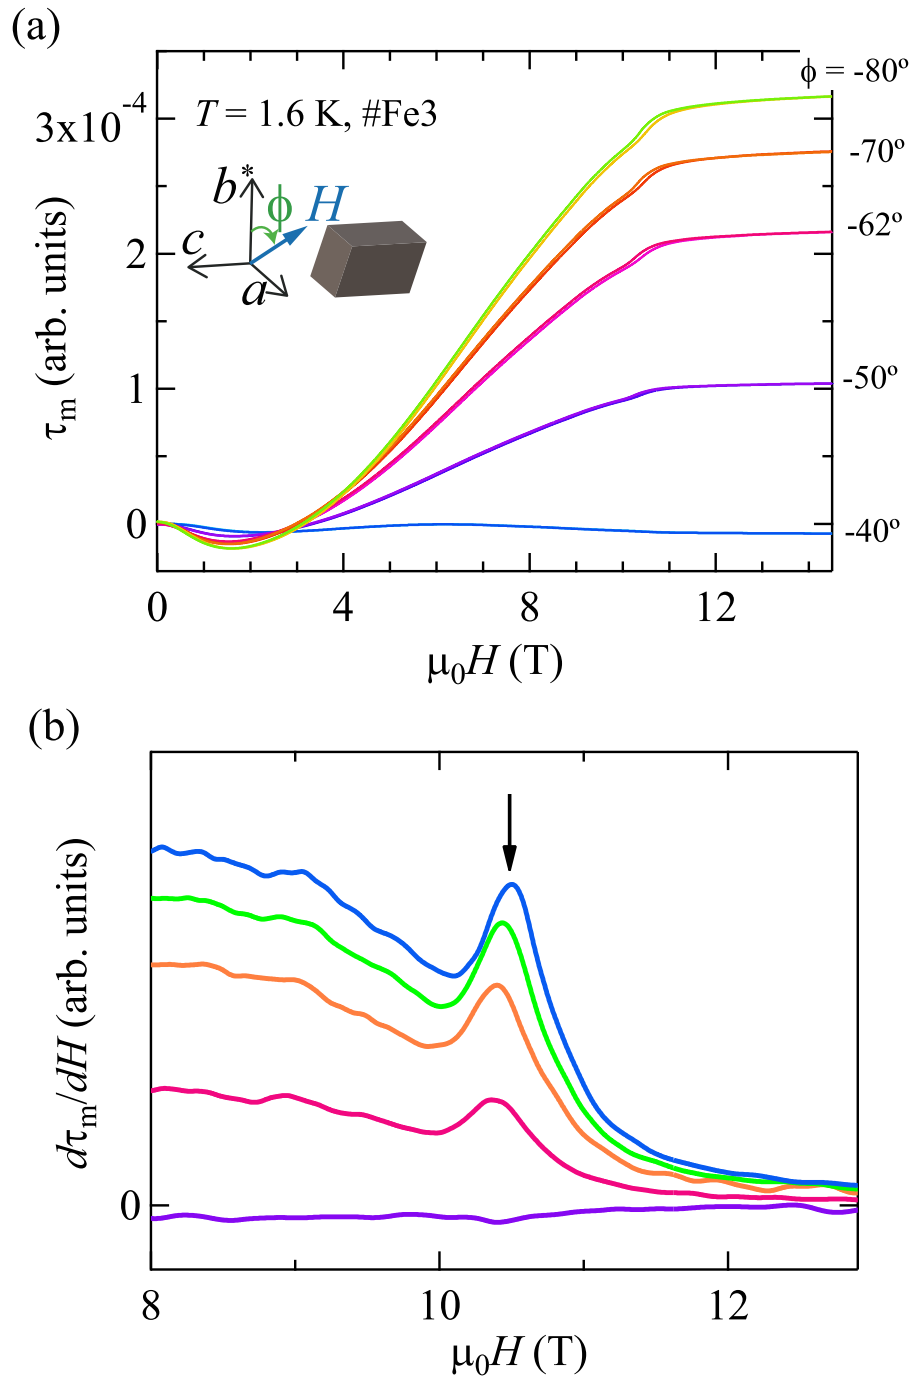 (a)
ϕ = -80º
3x10⁻⁴
T = 1.6 K, #Fe3
-70º
b*
ϕ
H
-62º
c
2
a
τₘ (arb. units)
1
-50º
0
-40º
0 4 8 12
μ₀H (T)
(b)
dτₘ/dH (arb. units)
0
8 10 12
μ₀H (T)